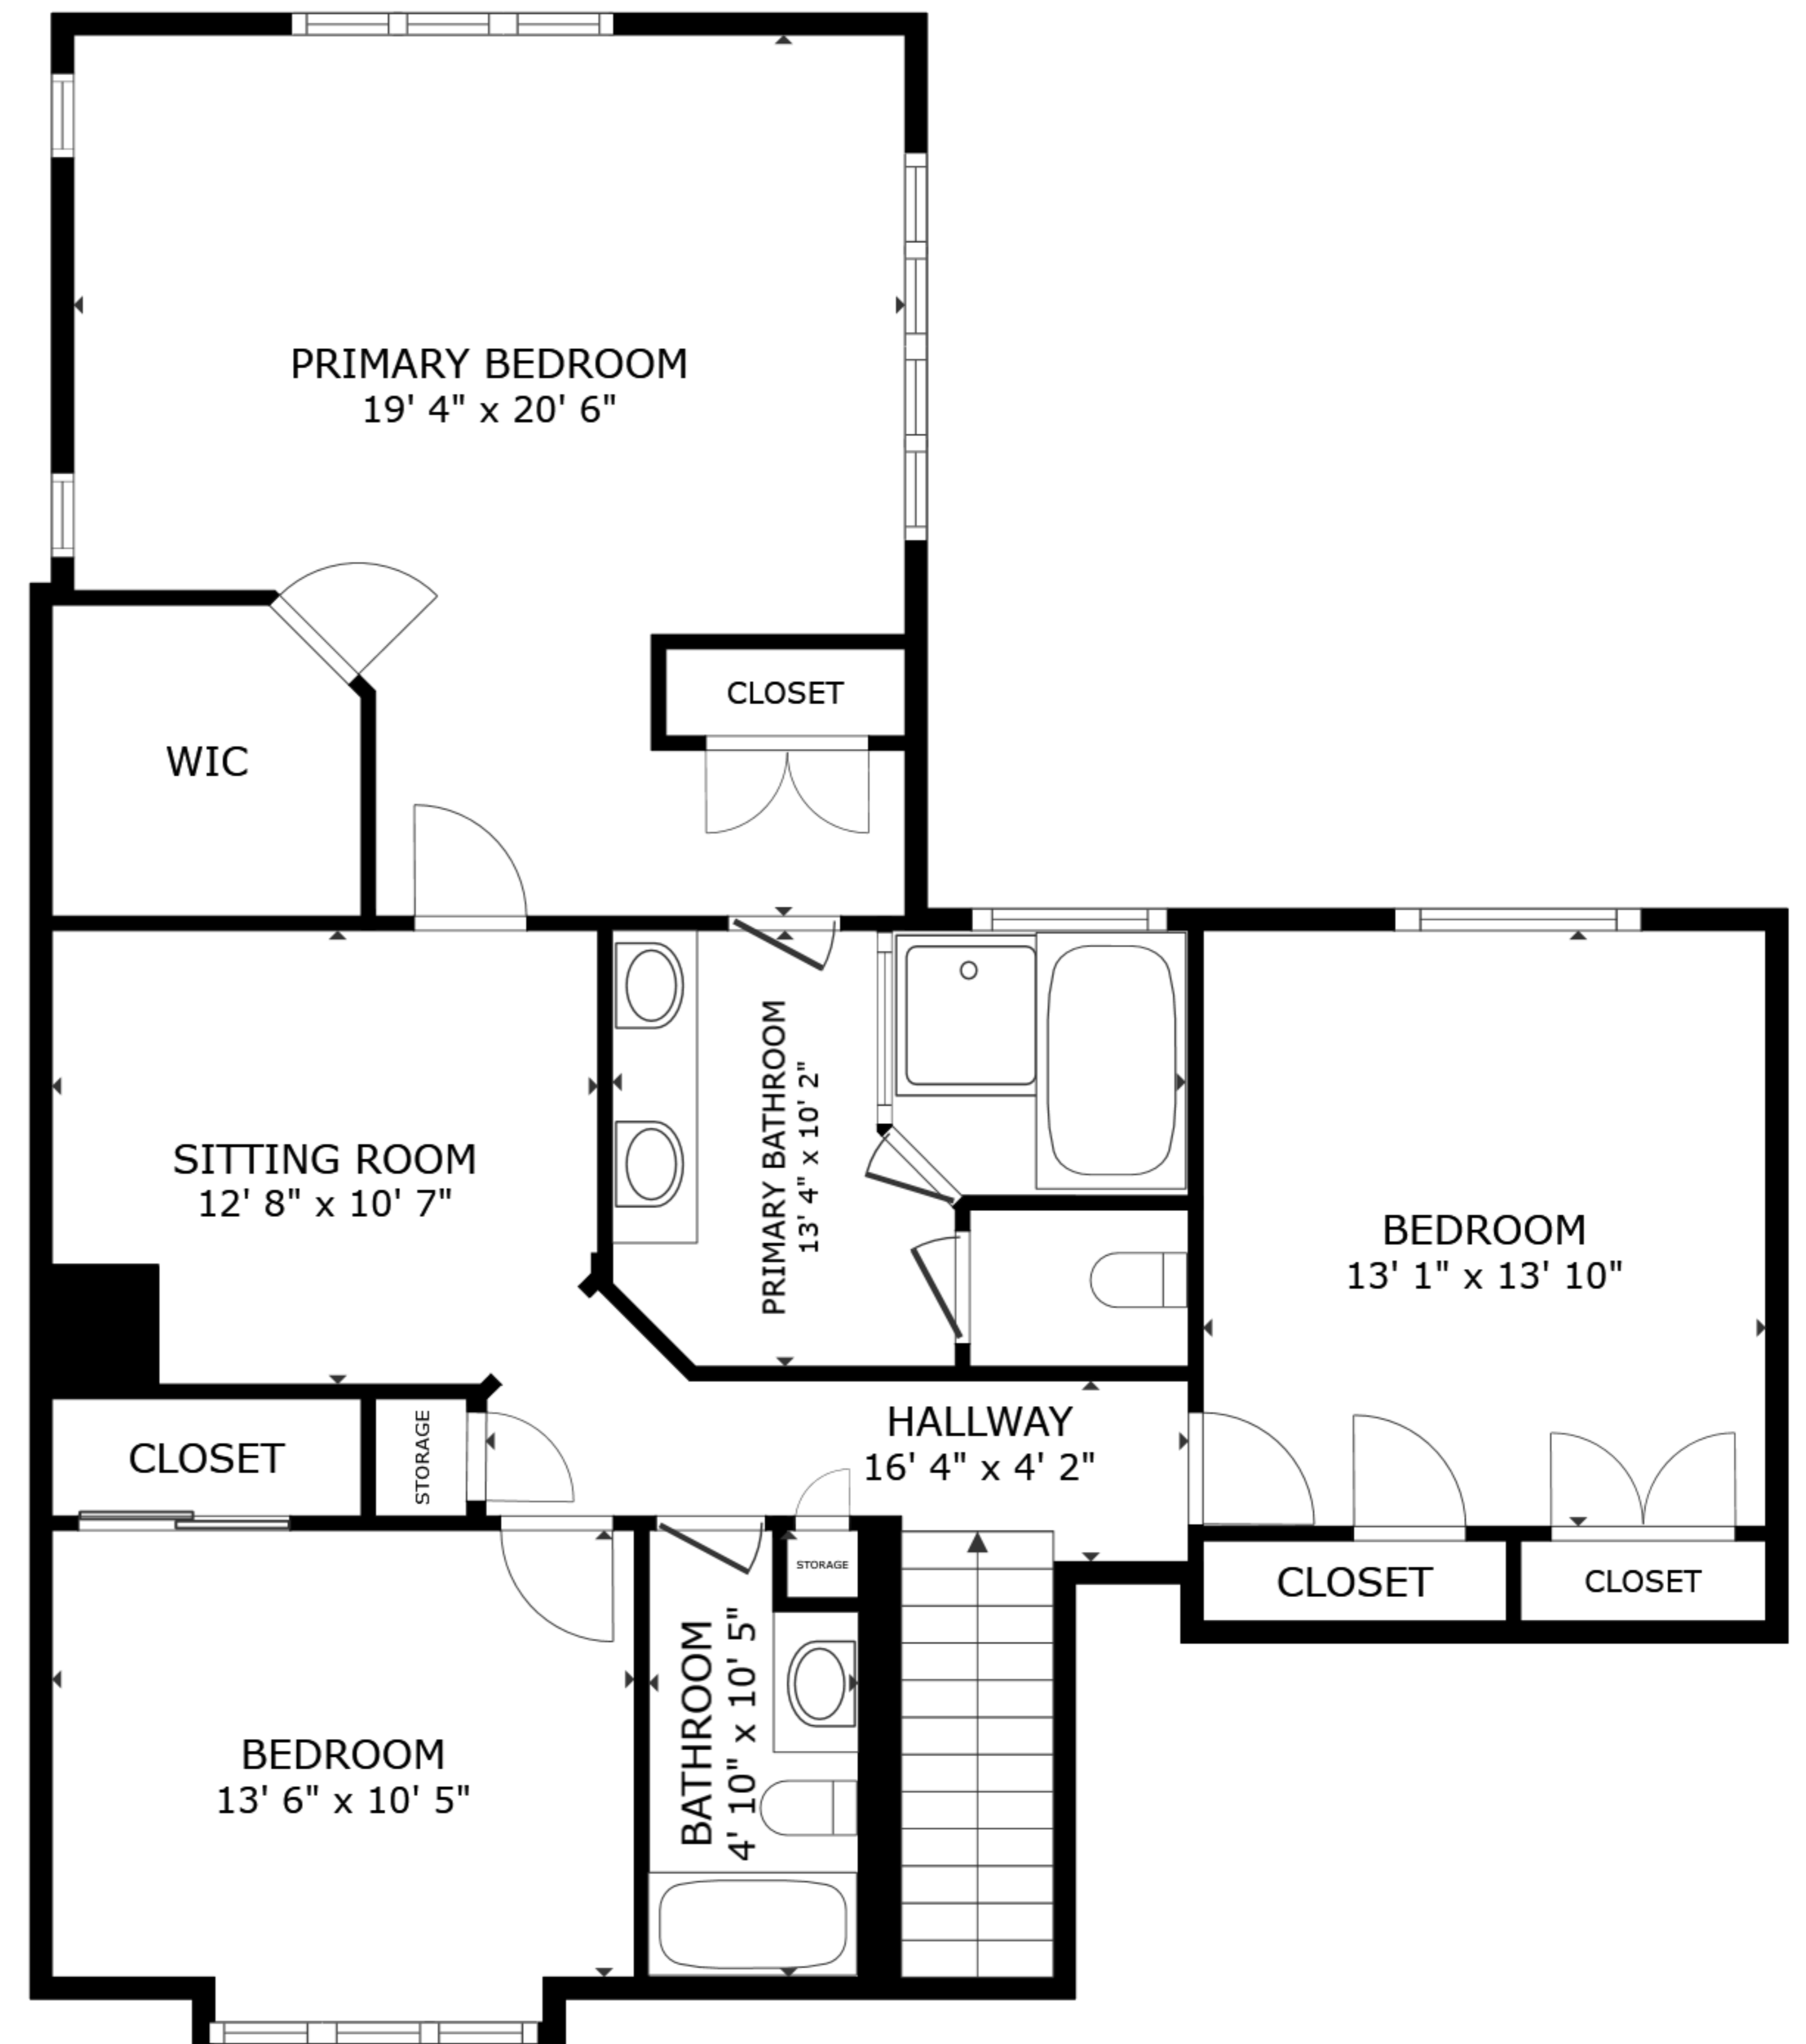 PRIMARY BEDROOM
19' 4" x 20' 6"
CLOSET
WIC
PRIMARY BATHROOM
13' 4" x 10' 2"
SITTING ROOM
12' 8" x 10' 7"
BEDROOM
13' 1" x 13' 10"
HALLWAY
16' 4" x 4' 2"
CLOSET
STORAGE
STORAGE
CLOSET
CLOSET
BEDROOM
13' 6" x 10' 5"
BATHROOM
4' 10" x 10' 5"